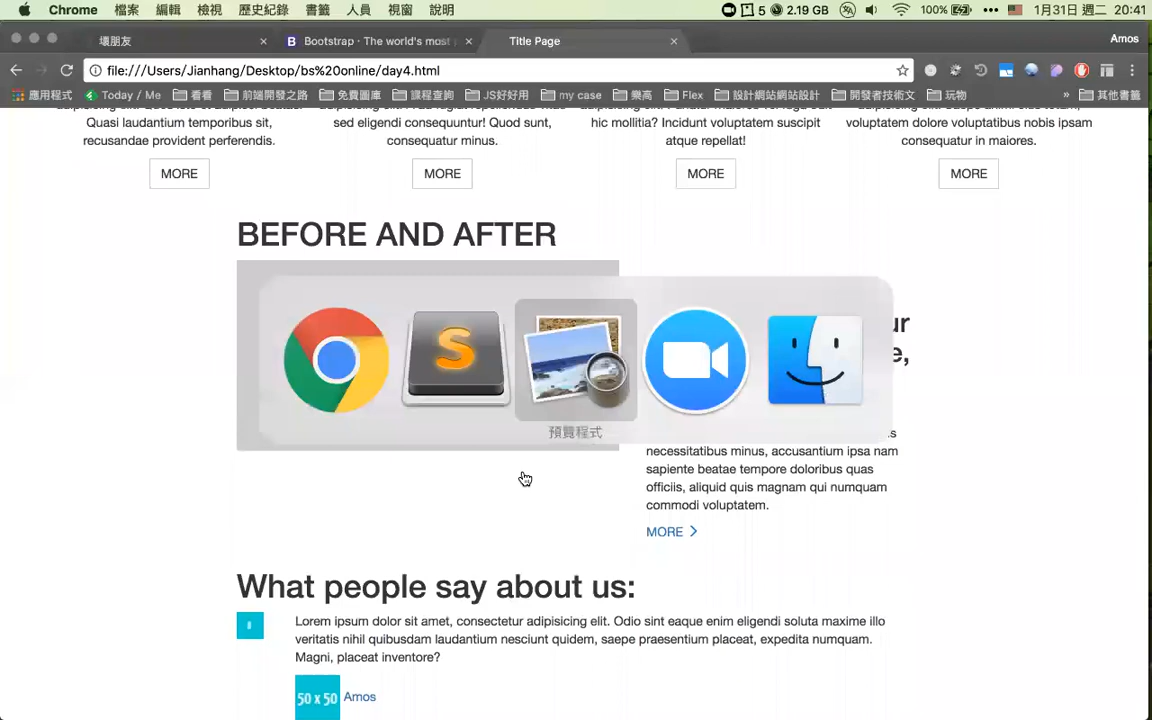 Chrome 檔案 編輯 檢視 歷史紀錄 書籤 人員 視窗 說明 5 2.19 GB 100% 1月31日 週二 20:41
壞朋友 Bootstrap · The world's most Title Page Amos
file:///Users/Jianhang/Desktop/bs%20online/day4.html
應用程式 Today / Me 看看 前端開發之路 免費圖庫 課程查詢 JS好好用 my case 樂高 Flex 設計網站網站設計 開發者技術文 玩物 » 其他書籤
Quasi laudantium temporibus sit, sed eligendi consequuntur! Quod sunt, hic mollitia? Incidunt voluptatem suscipit voluptatem dolore voluptatibus nobis ipsam
recusandae provident perferendis. consequatur minus. atque repellat! consequuntur in maiores.
MORE MORE MORE MORE
BEFORE AND AFTER
ur
e,
預覽程式
s
necessitatibus minus, accusantium ipsa nam
sapiente beatae tempore doloribus quas
officiis, aliquid quis magnam qui numquam
commodi voluptatem.
MORE
What people say about us:
Lorem ipsum dolor sit amet, consectetur adipisicing elit. Odio sint eaque enim eligendi soluta maxime illo
veritatis nihil quibusdam laudantium nesciunt quidem, saepe praesentium placeat, expedita numquam.
Magni, placeat inventore?
50 x 50 Amos